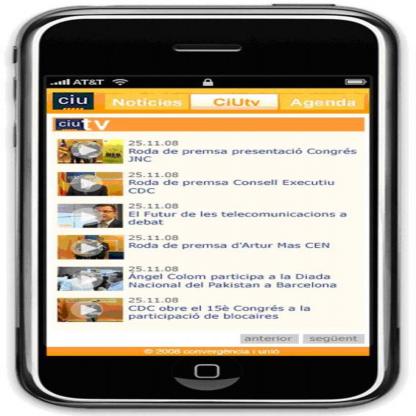 AT&T
ciu
Notícies
CiUtv
Agenda
ciu tv
25.11.08
Roda de premsa presentació Congrés
JNC
25.11.08
Roda de premsa Consell Executiu
CDC
25.11.08
El Futur de les telecomunicacions a
debat
25.11.08
Roda de premsa d'Artur Mas CEN
25.11.08
Àngel Colom participa a la Diada
Nacional del Pakistan a Barcelona
25.11.08
CDC obre el 15è Congrés a la
participació de blocaires
anterior
següent
© 2008 convergència i unió